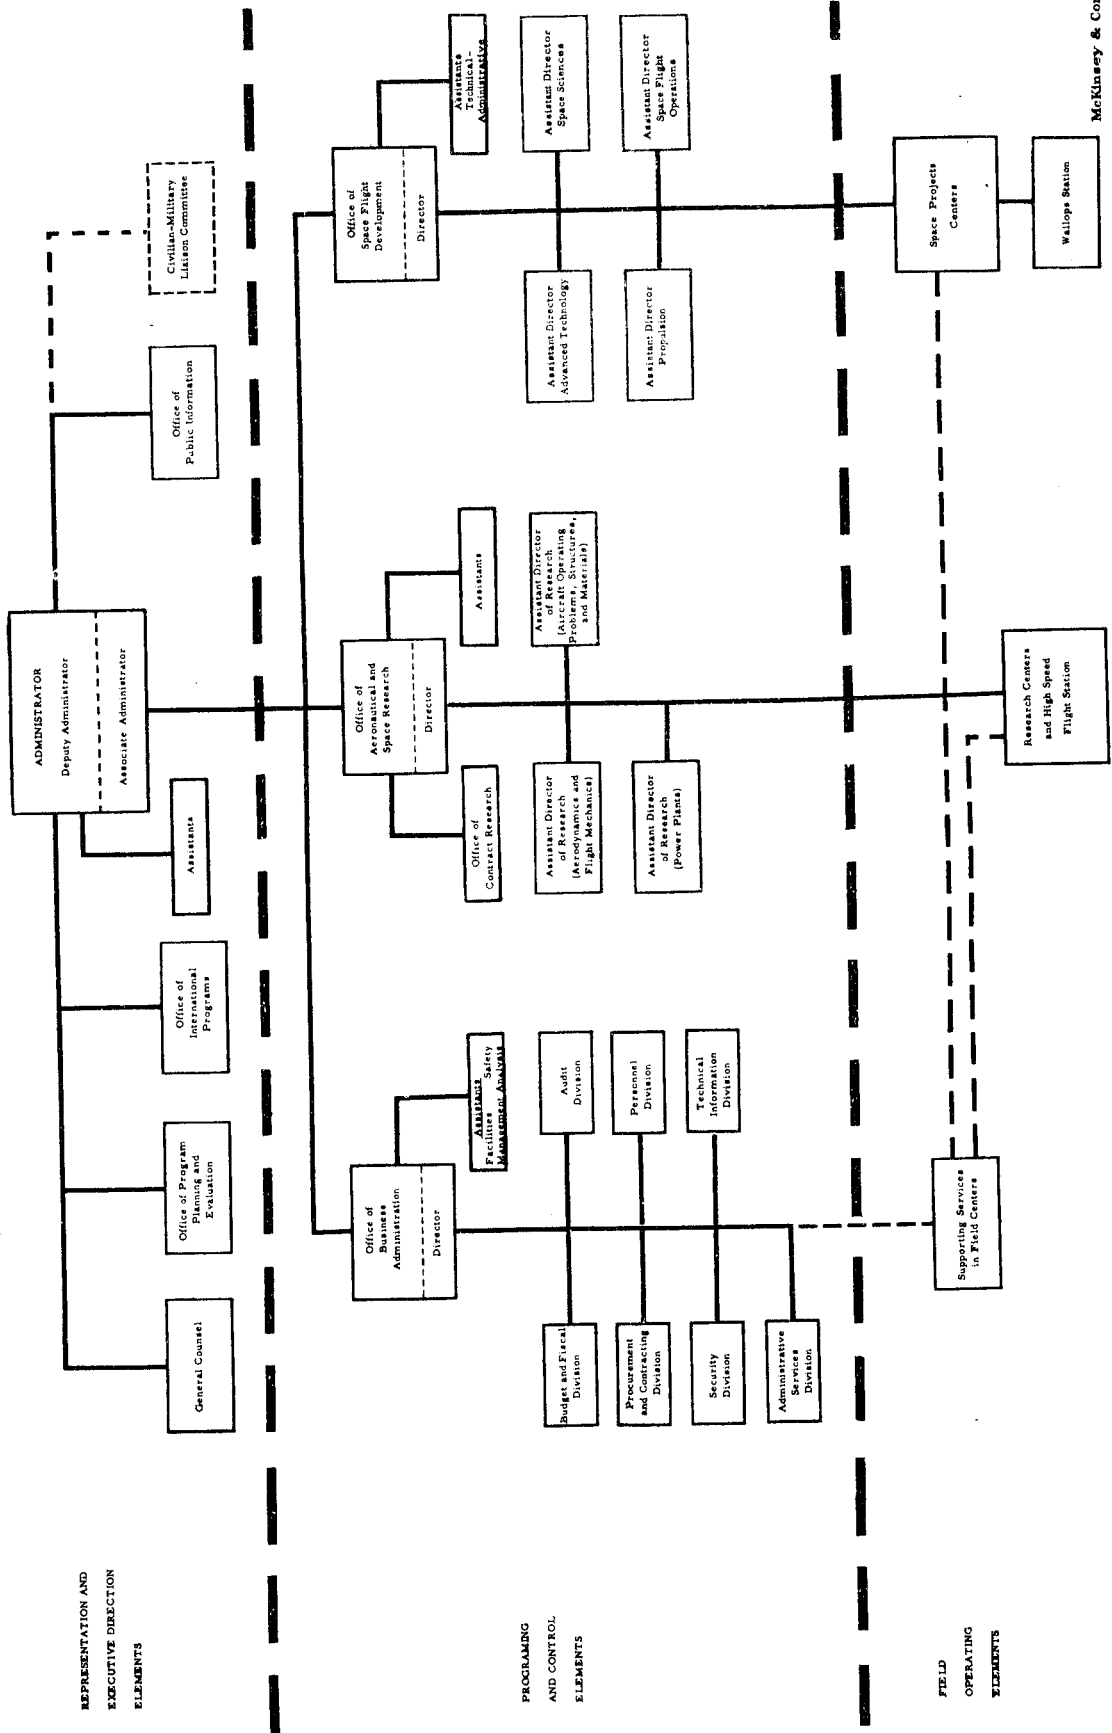 REPRESENTATION AND
EXECUTIVE DIRECTION
ELEMENTS
ADMINISTRATOR
Deputy Administrator
Associate Administrator
General Counsel
Office of Program
Planning and
Evaluation
Office of
International
Programs
Assistants
Office of
Public Information
Civilian-Military
Liaison Committee
PROGRAMING
AND CONTROL
ELEMENTS
Office of
Business
Administration
Director
Assistants
Facilities Safety
Management Analysis
Budget and Fiscal
Division
Audit
Division
Procurement
and Contracting
Division
Personnel
Division
Security
Division
Technical
Information
Division
Administrative
Services
Division
Office of
Aeronautical and
Space Research
Director
Office of
Contract Research
Assistants
Assistant Director
of Research
(Aerodynamics and
Flight Mechanics)
Assistant Director
of Research
(Aircraft Operating
Problems, Structures,
and Materials)
Assistant Director
of Research
(Power Plants)
Office of
Space Flight
Development
Director
Assistants
Technical-
Administrative
Assistant Director
Advanced Technology
Assistant Director
Space Sciences
Assistant Director
Propulsion
Assistant Director
Space Flight
Operations
FIELD
OPERATING
ELEMENTS
Supporting Services
in Field Centers
Research Centers
and High Speed
Flight Station
Space Projects
Centers
Wallops Station
McKinsey &